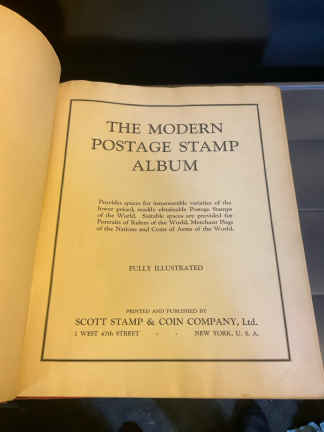 THE MODERN
POSTAGE STAMP
ALBUM
Provides spaces for innumerable varieties of the
lower priced, readily obtainable Postage Stamps
of the World. Suitable spaces are provided for
Portraits of Rulers of the World, Merchant Flags
of the Nations and Coats of Arms of the World.
FULLY ILLUSTRATED
PRINTED AND PUBLISHED BY
SCOTT STAMP & COIN COMPANY, Ltd.
1 WEST 47th STREET - - NEW YORK, U. S. A.